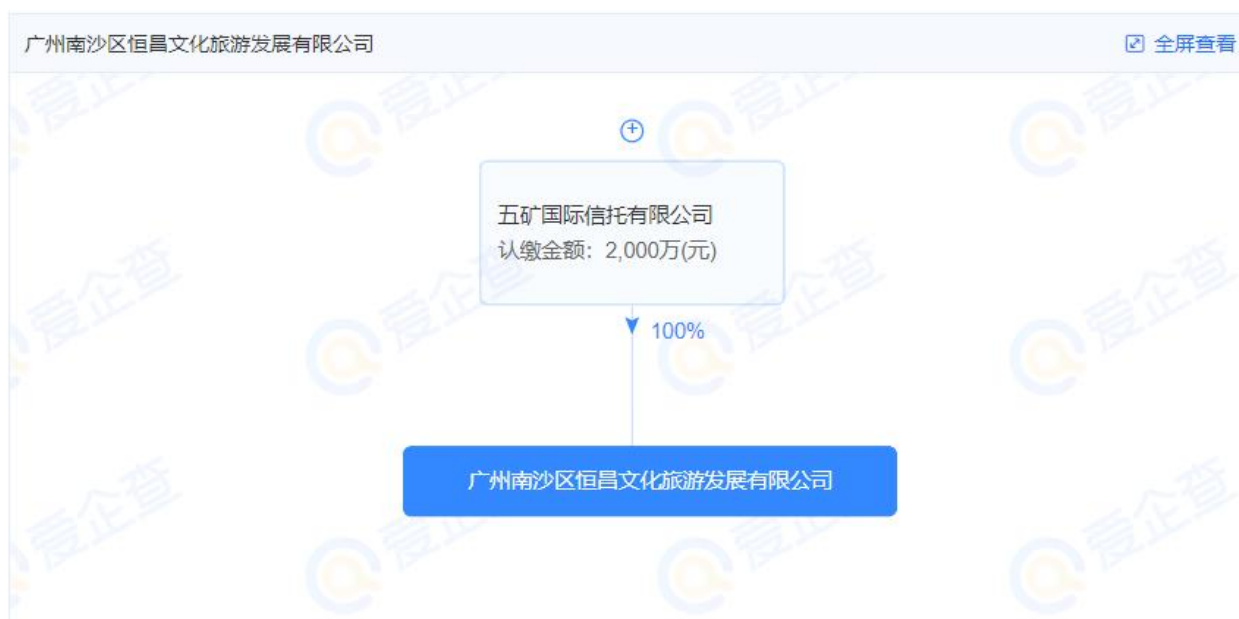 广州南沙区恒昌文化旅游发展有限公司
全屏查看
五矿国际信托有限公司
认缴金额：2,000万(元)
100%
广州南沙区恒昌文化旅游发展有限公司
爱企查